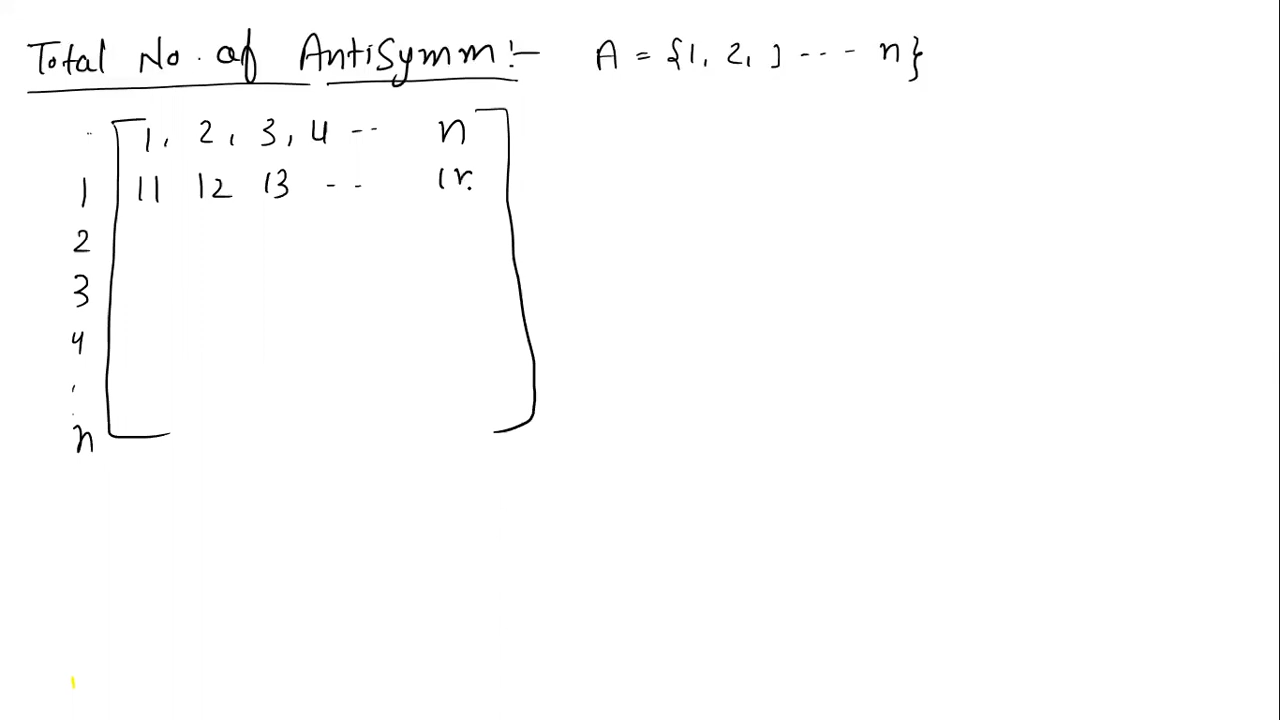 Total No. of AntiSymm:- A = {1, 2, 3 --- n}
1, 2, 3, 4 -- n
1 11 12 13 -- 1n
2
3
4
.
n